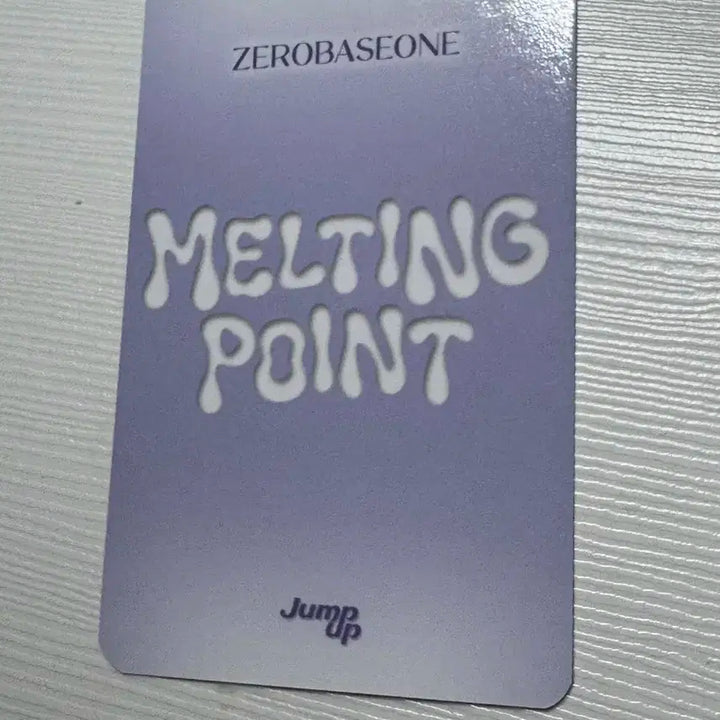 ZEROBASEONE
MELTING
POINT
Jump
Up